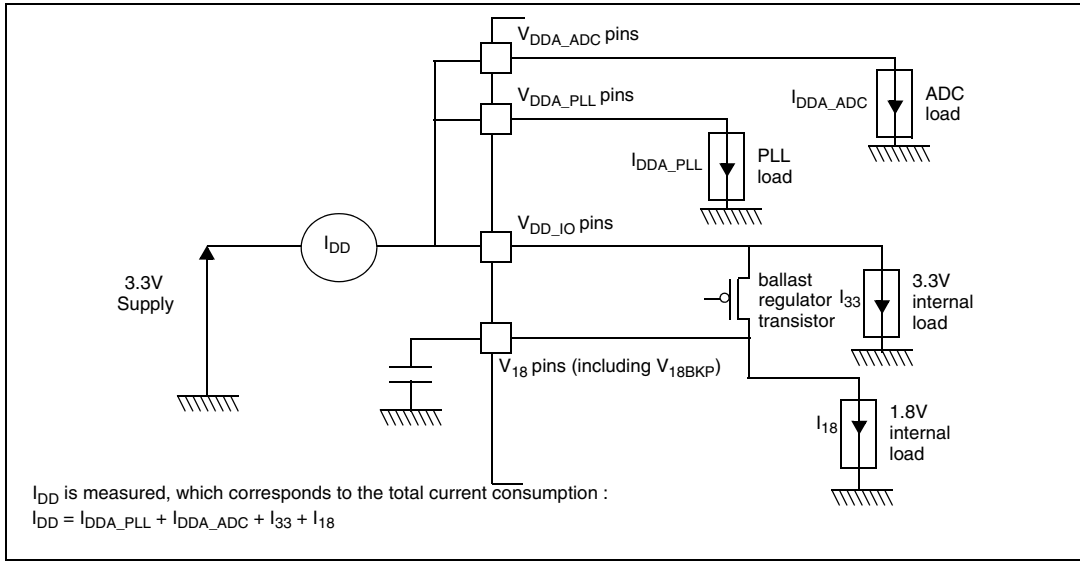 VDDA_ADC pins
VDDA_PLL pins
IDDA_ADC
ADC
load
IDDA_PLL
PLL
load
VDD_IO pins
IDD
3.3V
Supply
ballast
regulator
transistor
I33
3.3V
internal
load
V18 pins (including V18BKP)
I18
1.8V
internal
load
IDD is measured, which corresponds to the total current consumption :
IDD = IDDA_PLL + IDDA_ADC + I33 + I18